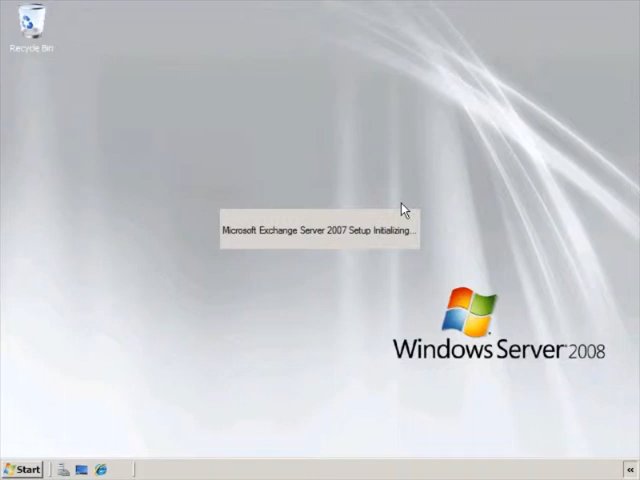 Recycle Bin
Microsoft Exchange Server 2007 Setup Initializing...
Windows Server 2008
Start
«